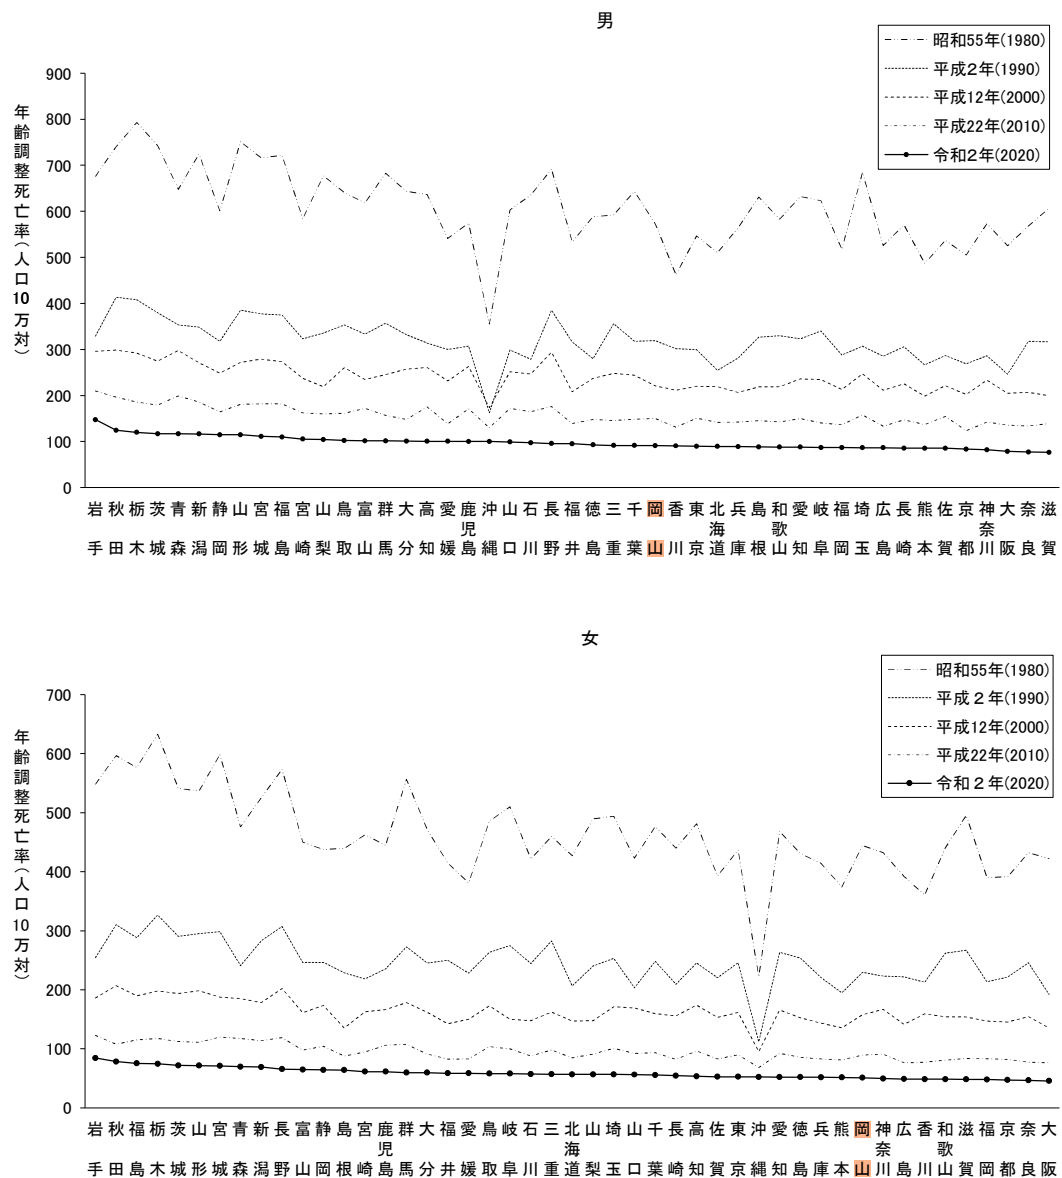 男
昭和55年(1980)
平成２年(1990)
平成12年(2000)
平成22年(2010)
令和2年(2020)
年齢調整死亡率(人口10万対)
900
800
700
600
500
400
300
200
100
0
岩手 秋田 栃木 茨城 青森 新潟 静岡 山形 宮城 福島 宮崎 山梨 鳥取 富山 群馬 大分 高知 愛媛 鹿児島 沖縄 山口 石川 長野 福井 徳島 三重 千葉 岡山 香川 東京 北海道 兵庫 島根 和歌山 愛知 岐阜 福岡 埼玉 広島 長崎 熊本 佐賀 京都 神奈川 大阪 奈良 滋賀
女
昭和55年(1980)
平成２年(1990)
平成12年(2000)
平成22年(2010)
令和２年(2020)
年齢調整死亡率(人口10万対)
700
600
500
400
300
200
100
0
岩手 秋田 福島 栃木 茨城 山形 宮城 青森 新潟 長野 富山 静岡 島根 宮崎 鹿児島 群馬 大分 福井 愛媛 鳥取 岐阜 石川 三重 北海道 山梨 埼玉 山口 千葉 長崎 高知 佐賀 東京 沖縄 愛知 徳島 兵庫 熊本 岡山 神奈川 広島 香川 和歌山 滋賀 福岡 京都 奈良 大阪